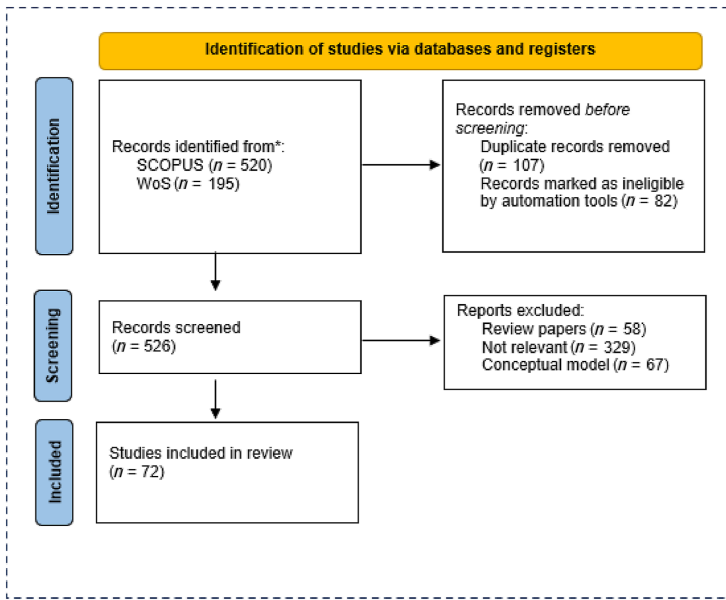 Identification of studies via databases and registers
Identification
Records identified from*:
SCOPUS (n = 520)
WoS (n = 195)
Records removed before
screening:
Duplicate records removed
(n = 107)
Records marked as ineligible
by automation tools (n = 82)
Screening
Records screened
(n = 526)
Reports excluded:
Review papers (n = 58)
Not relevant (n = 329)
Conceptual model (n = 67)
Included
Studies included in review
(n = 72)